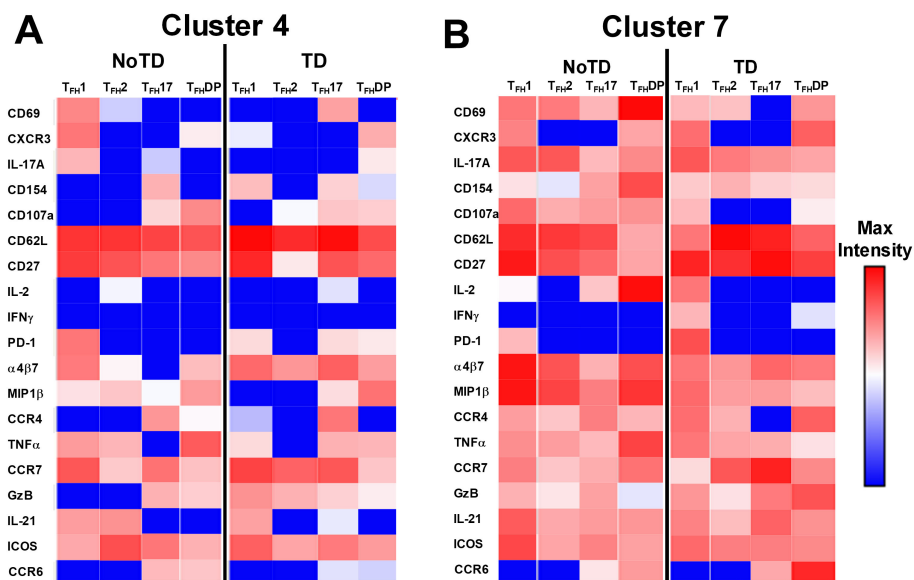 A
Cluster 4
NoTD
TD
TFH1 TFH2 TFH17 TFHDP TFH1 TFH2 TFH17 TFHDP
CD69
CXCR3
IL-17A
CD154
CD107a
CD62L
CD27
IL-2
IFNγ
PD-1
α4β7
MIP1β
CCR4
TNFα
CCR7
GzB
IL-21
ICOS
CCR6
B
Cluster 7
NoTD
TD
TFH1 TFH2 TFH17 TFHDP TFH1 TFH2 TFH17 TFHDP
CD69
CXCR3
IL-17A
CD154
CD107a
CD62L
CD27
IL-2
IFNγ
PD-1
α4β7
MIP1β
CCR4
TNFα
CCR7
GzB
IL-21
ICOS
CCR6
Max
Intensity